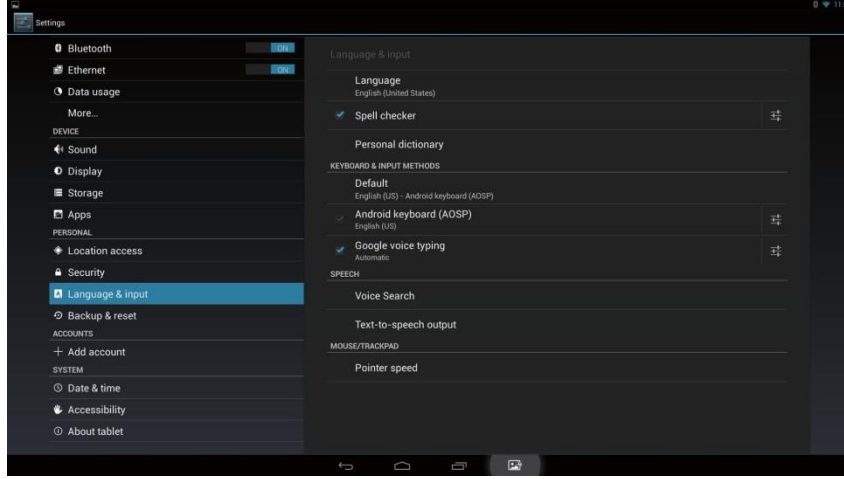 11:
Settings
Bluetooth
ON
Ethernet
ON
Data usage
More...
DEVICE
Sound
Display
Storage
Apps
PERSONAL
Location access
Security
A Language & input
Backup & reset
ACCOUNTS
Add account
SYSTEM
Date & time
Accessibility
About tablet
Language & input
Language
English (United States)
Spell checker
Personal dictionary
KEYBOARD & INPUT METHODS
Default
English (US) - Android keyboard (AOSP)
Android keyboard (AOSP)
English (US)
Google voice typing
Automatic
SPEECH
Voice Search
Text-to-speech output
MOUSE/TRACKPAD
Pointer speed